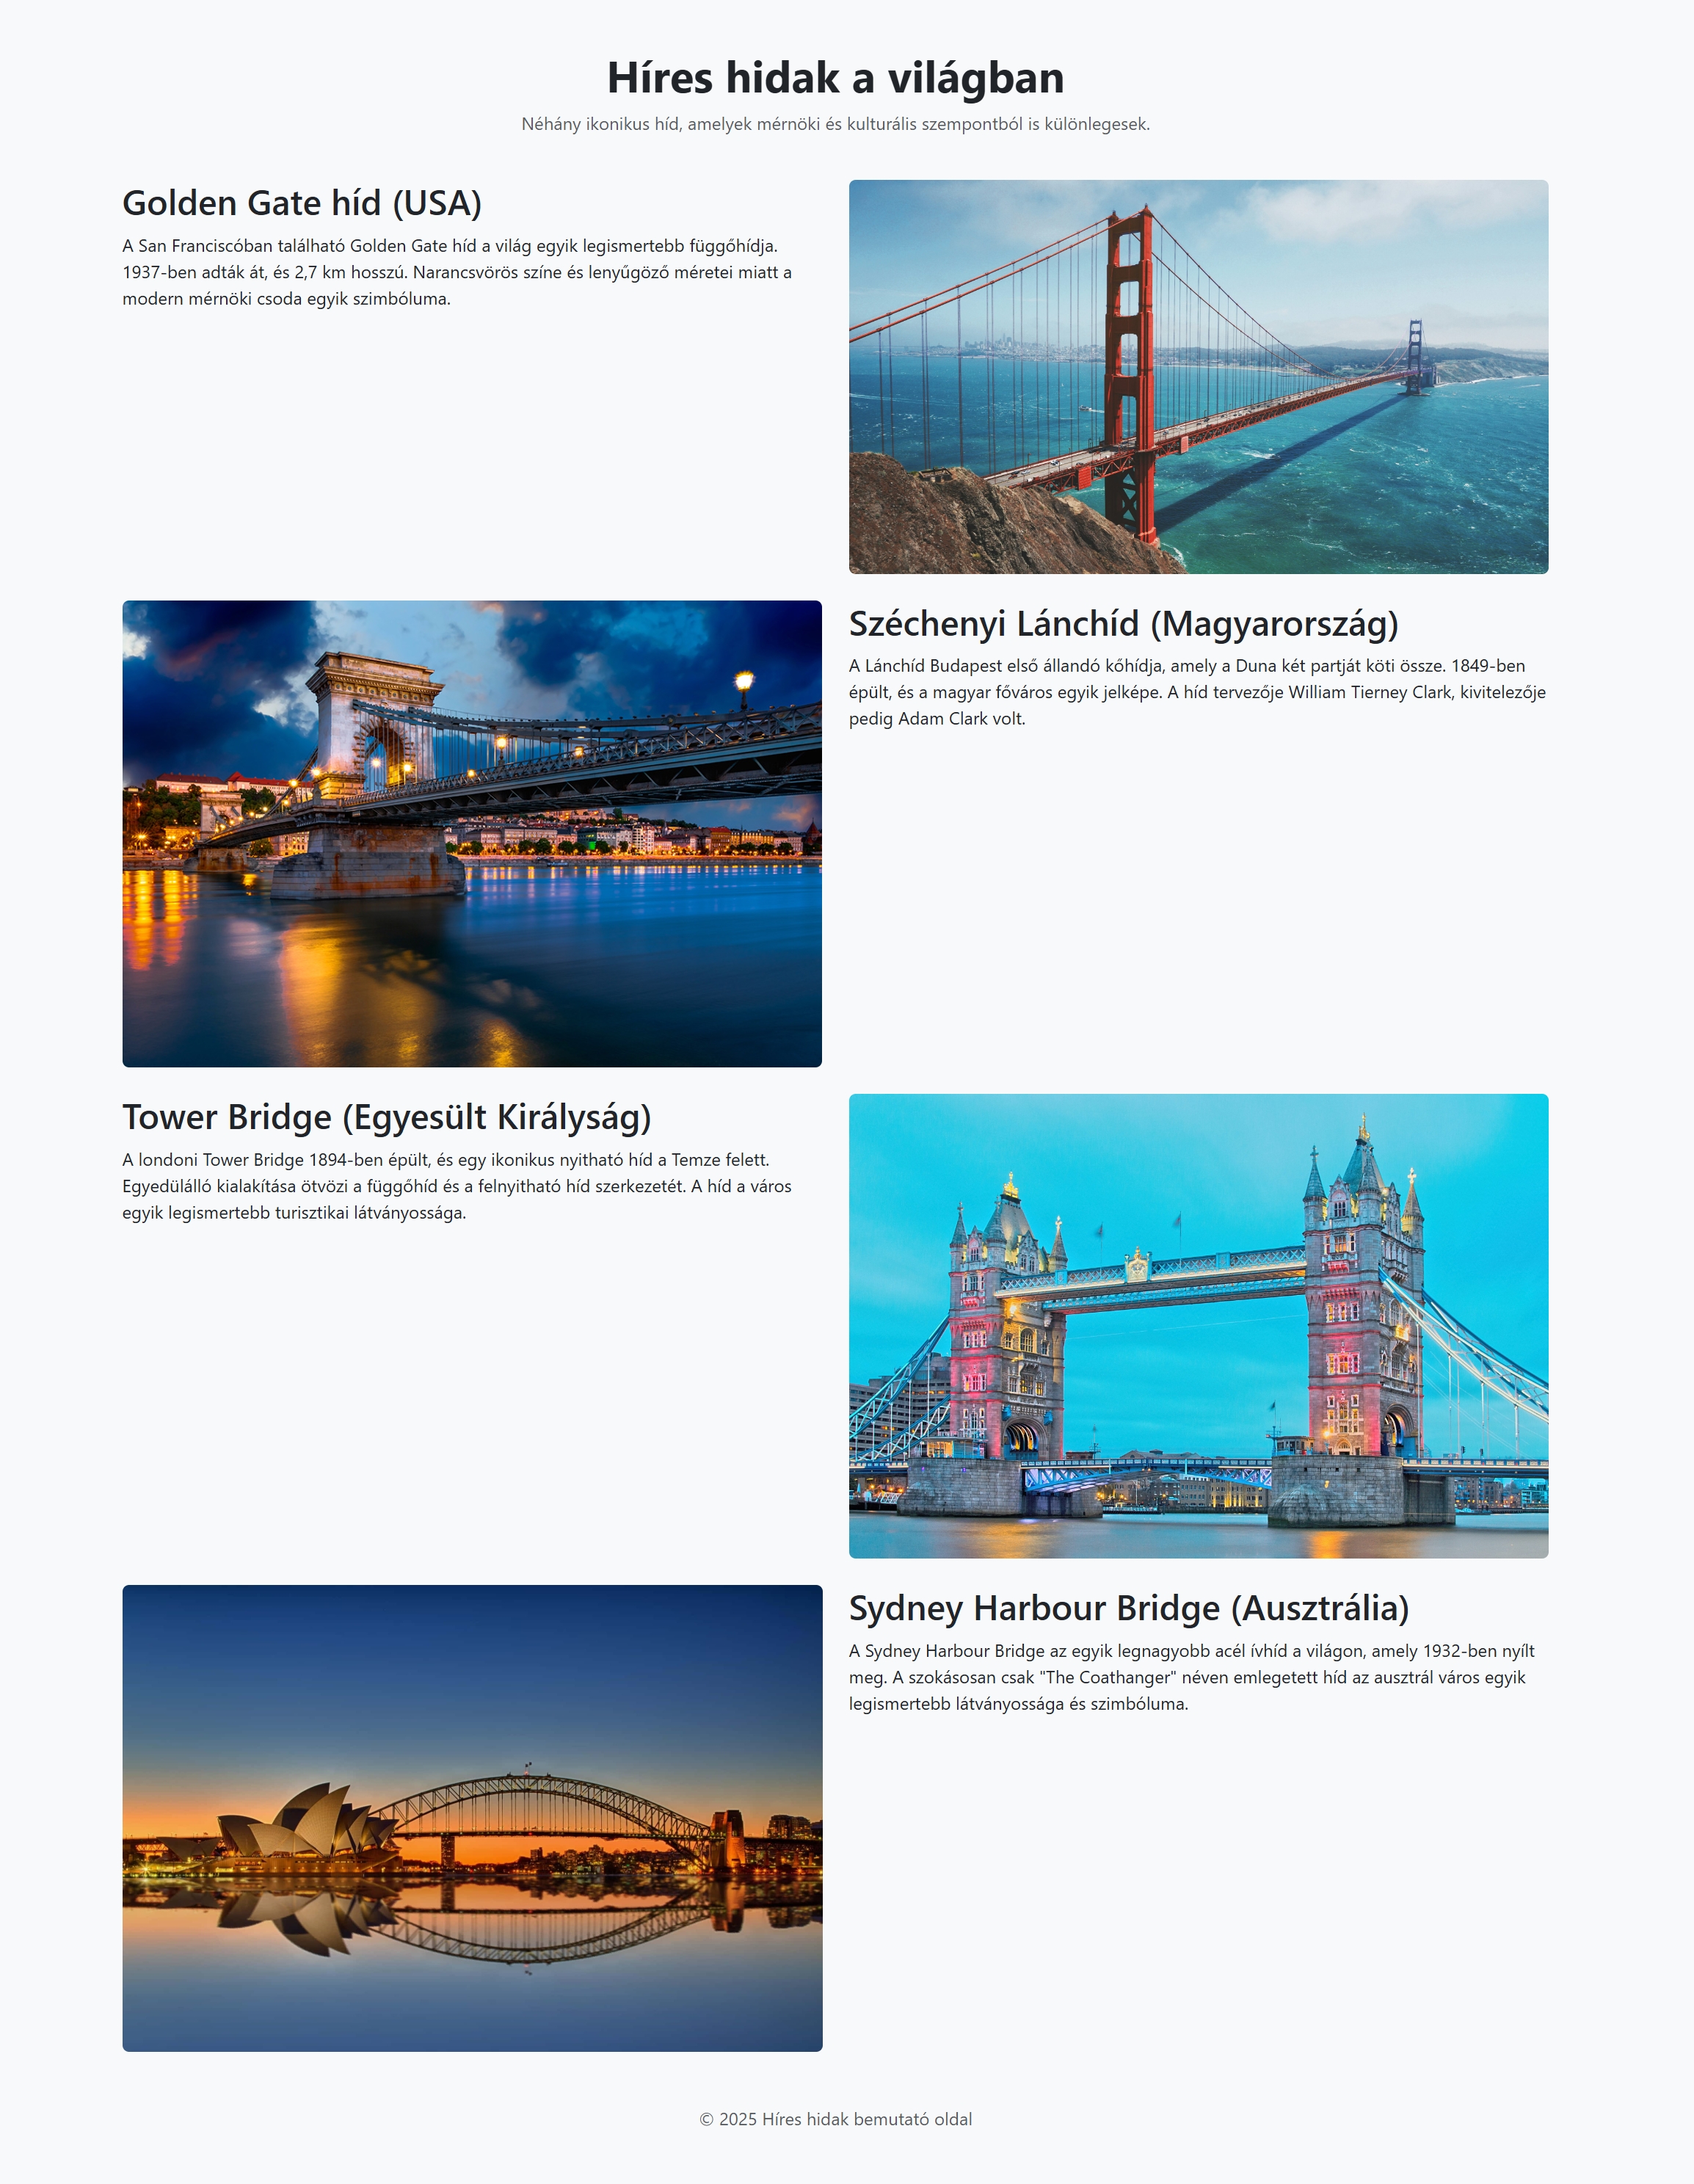 Híres hidak a világban
Néhány ikonikus híd, amelyek mérnöki és kulturális szempontból is különlegesek.
Golden Gate híd (USA)
A San Franciscóban található Golden Gate híd a világ egyik legismertebb függőhídja.
1937-ben adták át, és 2,7 km hosszú. Narancsvörös színe és lenyűgöző méretei miatt a
modern mérnöki csoda egyik szimbóluma.
Széchenyi Lánchíd (Magyarország)
A Lánchíd Budapest első állandó kőhídja, amely a Duna két partját köti össze. 1849-ben
épült, és a magyar főváros egyik jelképe. A híd tervezője William Tierney Clark, kivitelezője
pedig Adam Clark volt.
Tower Bridge (Egyesült Királyság)
A londoni Tower Bridge 1894-ben épült, és egy ikonikus nyitható híd a Temze felett.
Egyedülálló kialakítása ötvözi a függőhíd és a felnyitható híd szerkezetét. A híd a város
egyik legismertebb turisztikai látványossága.
Sydney Harbour Bridge (Ausztrália)
A Sydney Harbour Bridge az egyik legnagyobb acél ívhíd a világon, amely 1932-ben nyílt
meg. A szokásosan csak "The Coathanger" néven emlegetett híd az ausztrál város egyik
legismertebb látványossága és szimbóluma.
© 2025 Híres hidak bemutató oldal